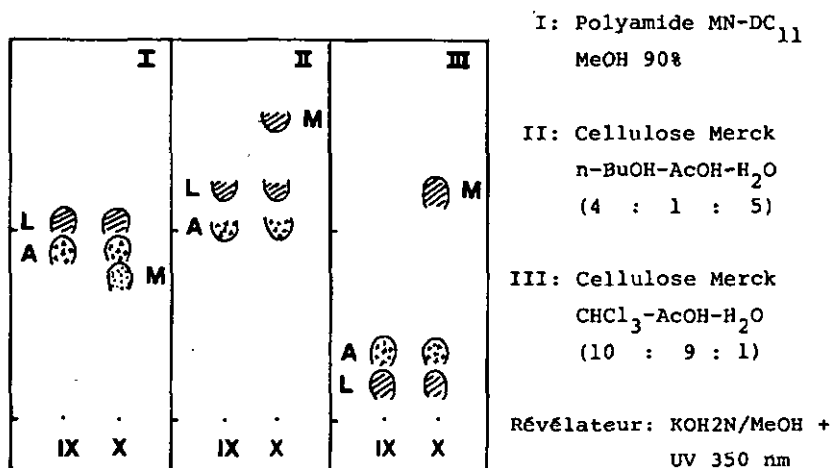 I II III
M
L
A
L
A
M
M
A
L
IX X IX X IX X
I: Polyamide MN-DC11
MeOH 90%
II: Cellulose Merck
n-BuOH-AcOH-H2O
(4 : 1 : 5)
III: Cellulose Merck
CHCl3-AcOH-H2O
(10 : 9 : 1)
Révélateur: KOH2N/MeOH +
UV 350 nm